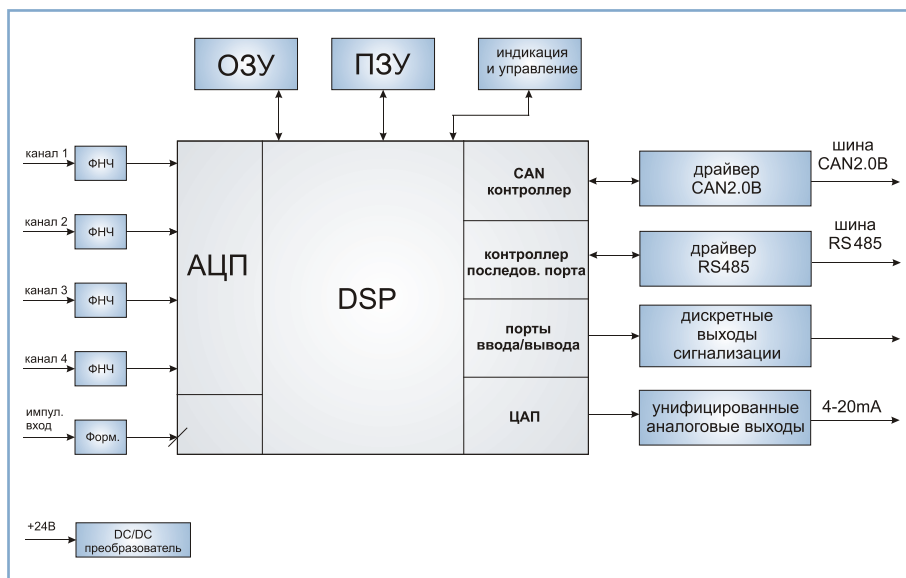 ОЗУ
ПЗУ
индикация
и управление
канал 1
ФНЧ
канал 2
ФНЧ
канал 3
ФНЧ
канал 4
ФНЧ
импул.
вход
Форм.
АЦП
DSP
CAN
контроллер
контроллер
последов. порта
порты
ввода/вывода
ЦАП
драйвер
CAN2.0B
шина
CAN2.0B
драйвер
RS485
шина
RS485
дискретные
выходы
сигнализации
унифицированные
аналоговые выходы
4-20mA
+24В
DC/DC
преобразователь